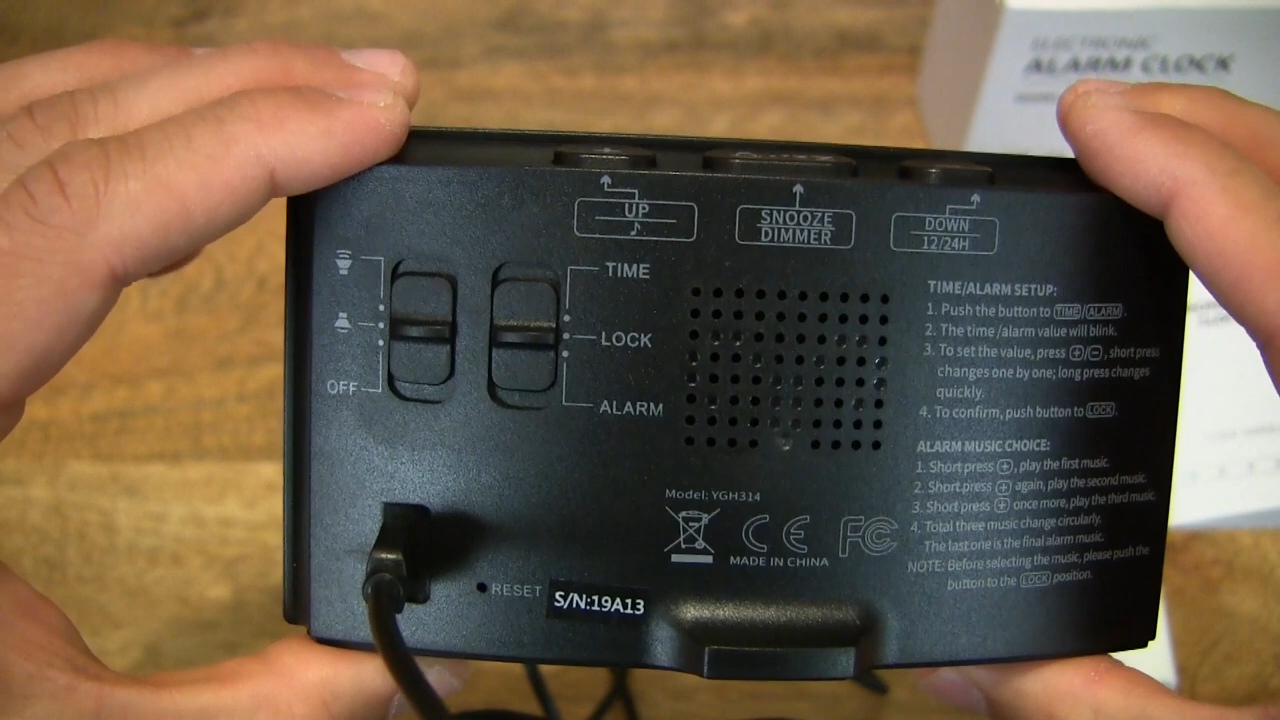 ELECTRONIC
ALARM CLOCK
UP
♪
SNOOZE
DIMMER
DOWN
12/24H
TIME
LOCK
OFF
ALARM
TIME/ALARM SETUP:
1. Push the button to TIME/ALARM.
2. The time/alarm value will blink.
3. To set the value, press +/−, short press
changes one by one; long press changes
quickly.
4. To confirm, push button to LOCK.
ALARM MUSIC CHOICE:
1. Short press +, play the first music.
2. Short press + again, play the second music.
3. Short press + once more, play the third music.
4. Total three music change circularly.
The last one is the final alarm music.
NOTE: Before selecting the music, please push the
button to the LOCK position.
Model: YGH314
CE FC
MADE IN CHINA
RESET
S/N:19A13